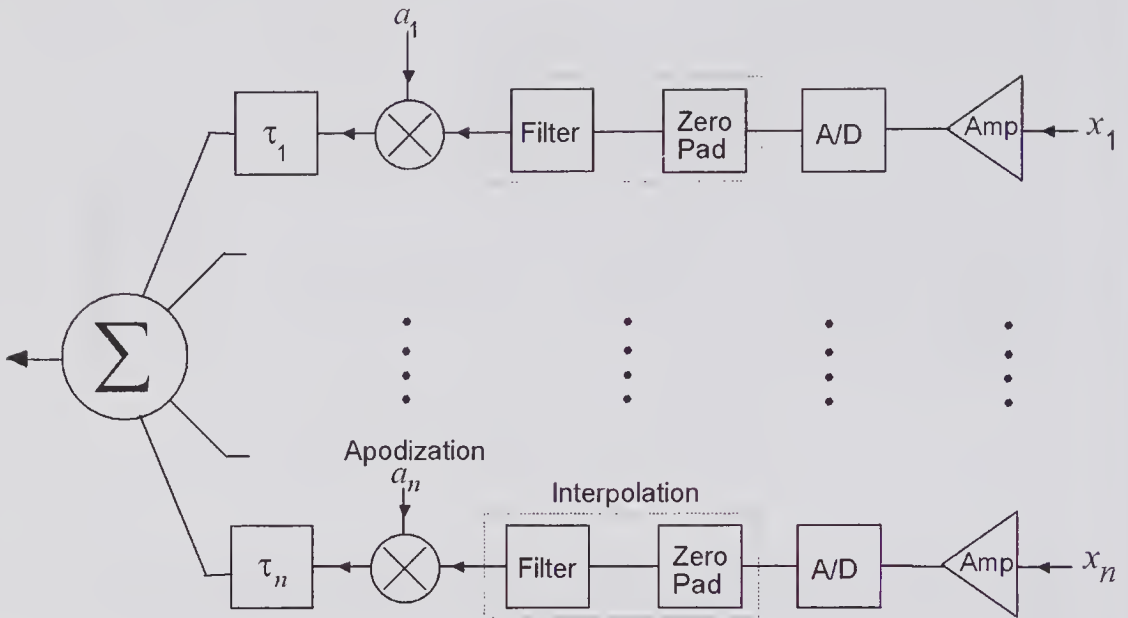 a₁
τ₁
Filter
Zero
Pad
A/D
Amp
x₁
Σ
Apodization
aₙ
Interpolation
τₙ
Filter
Zero
Pad
A/D
Amp
xₙ